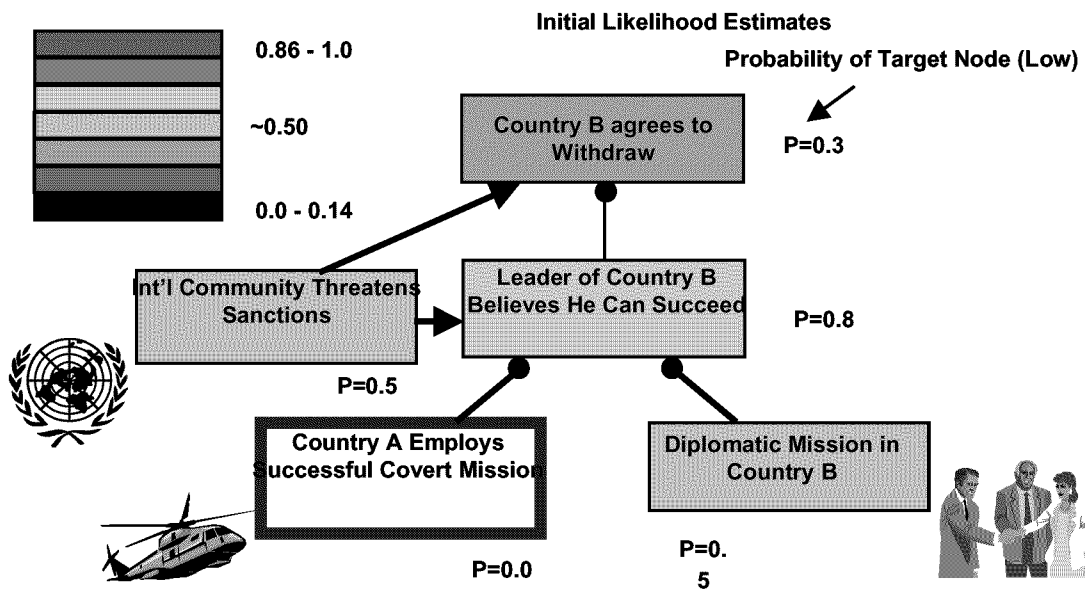 Initial Likelihood Estimates
0.86 - 1.0
Probability of Target Node (Low)
~0.50
Country B agrees to
Withdraw
P=0.3
0.0 - 0.14
Int'l Community Threatens
Sanctions
Leader of Country B
Believes He Can Succeed
P=0.8
P=0.5
Country A Employs
Successful Covert Mission
Diplomatic Mission in
Country B
P=0.0
P=0.
5